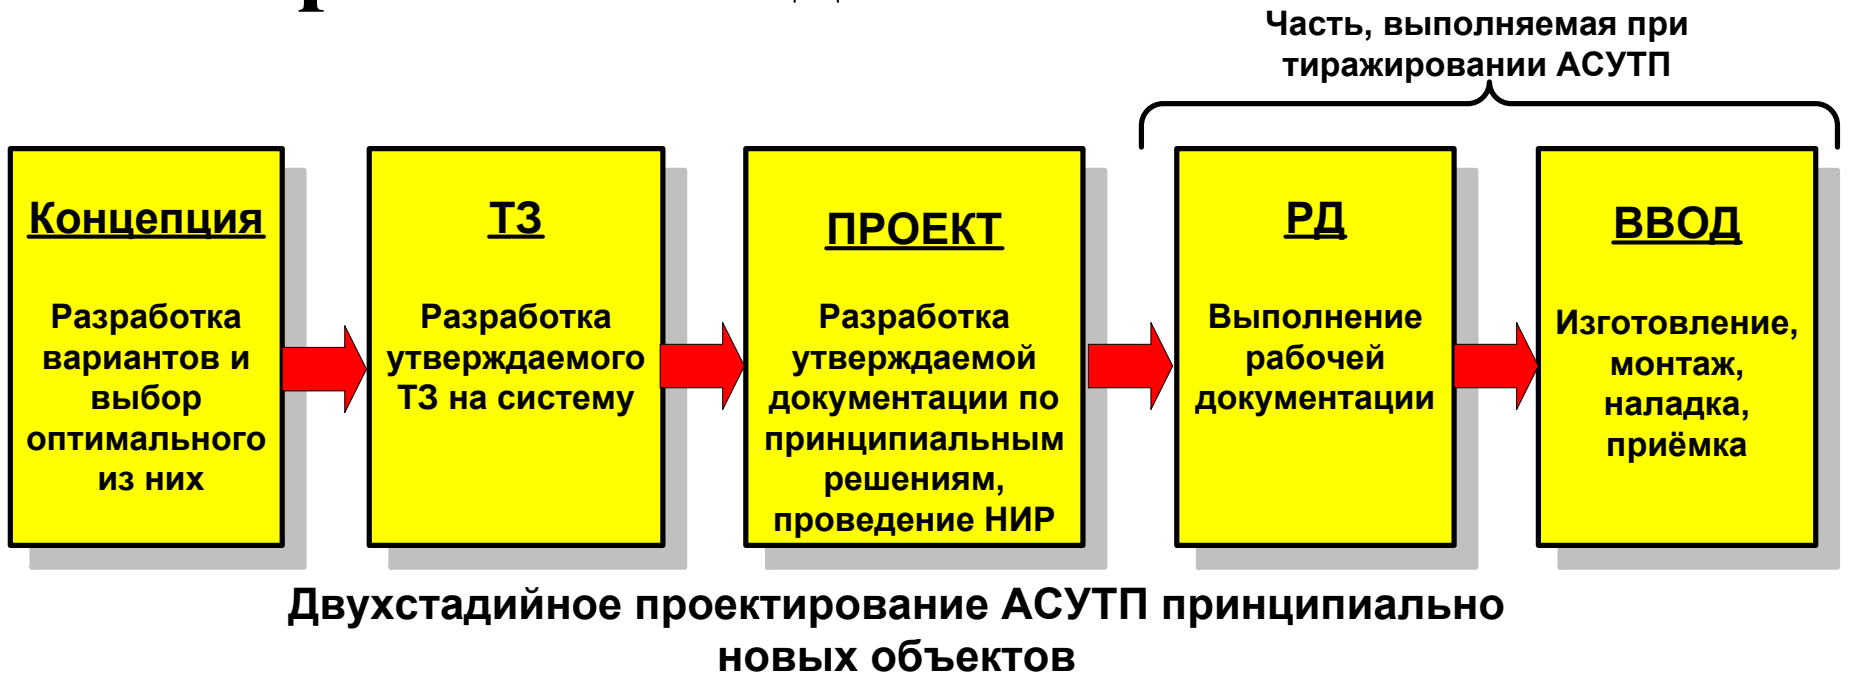 Часть, выполняемая при
тиражировании АСУТП
Концепция
Разработка
вариантов и
выбор
оптимального
из них
ТЗ
Разработка
утверждаемого
ТЗ на систему
ПРОЕКТ
Разработка
утверждаемой
документации по
принципиальным
решениям,
проведение НИР
РД
Выполнение
рабочей
документации
ВВОД
Изготовление,
монтаж,
наладка,
приёмка
Двухстадийное проектирование АСУТП принципиально
новых объектов